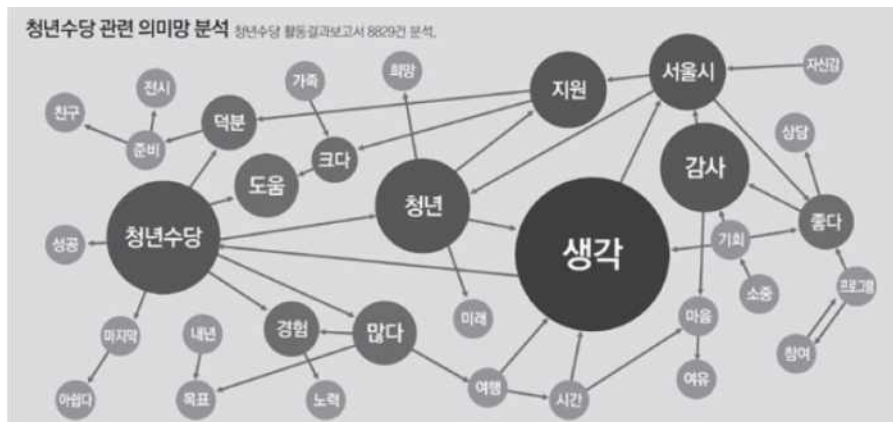 청년수당 관련 의미망 분석 청년수당 활동결과보고서 8829건 분석.
희망
서울시
자신감
가족
지원
전시
친구
덕분
상담
준비
크다
감사
도움
청년
좋다
청년수당
생각
성공
기회
프로그램
소중
미래
마음
마지막
내년
경험
많다
참여
여유
여행
아쉽다
목표
노력
시간